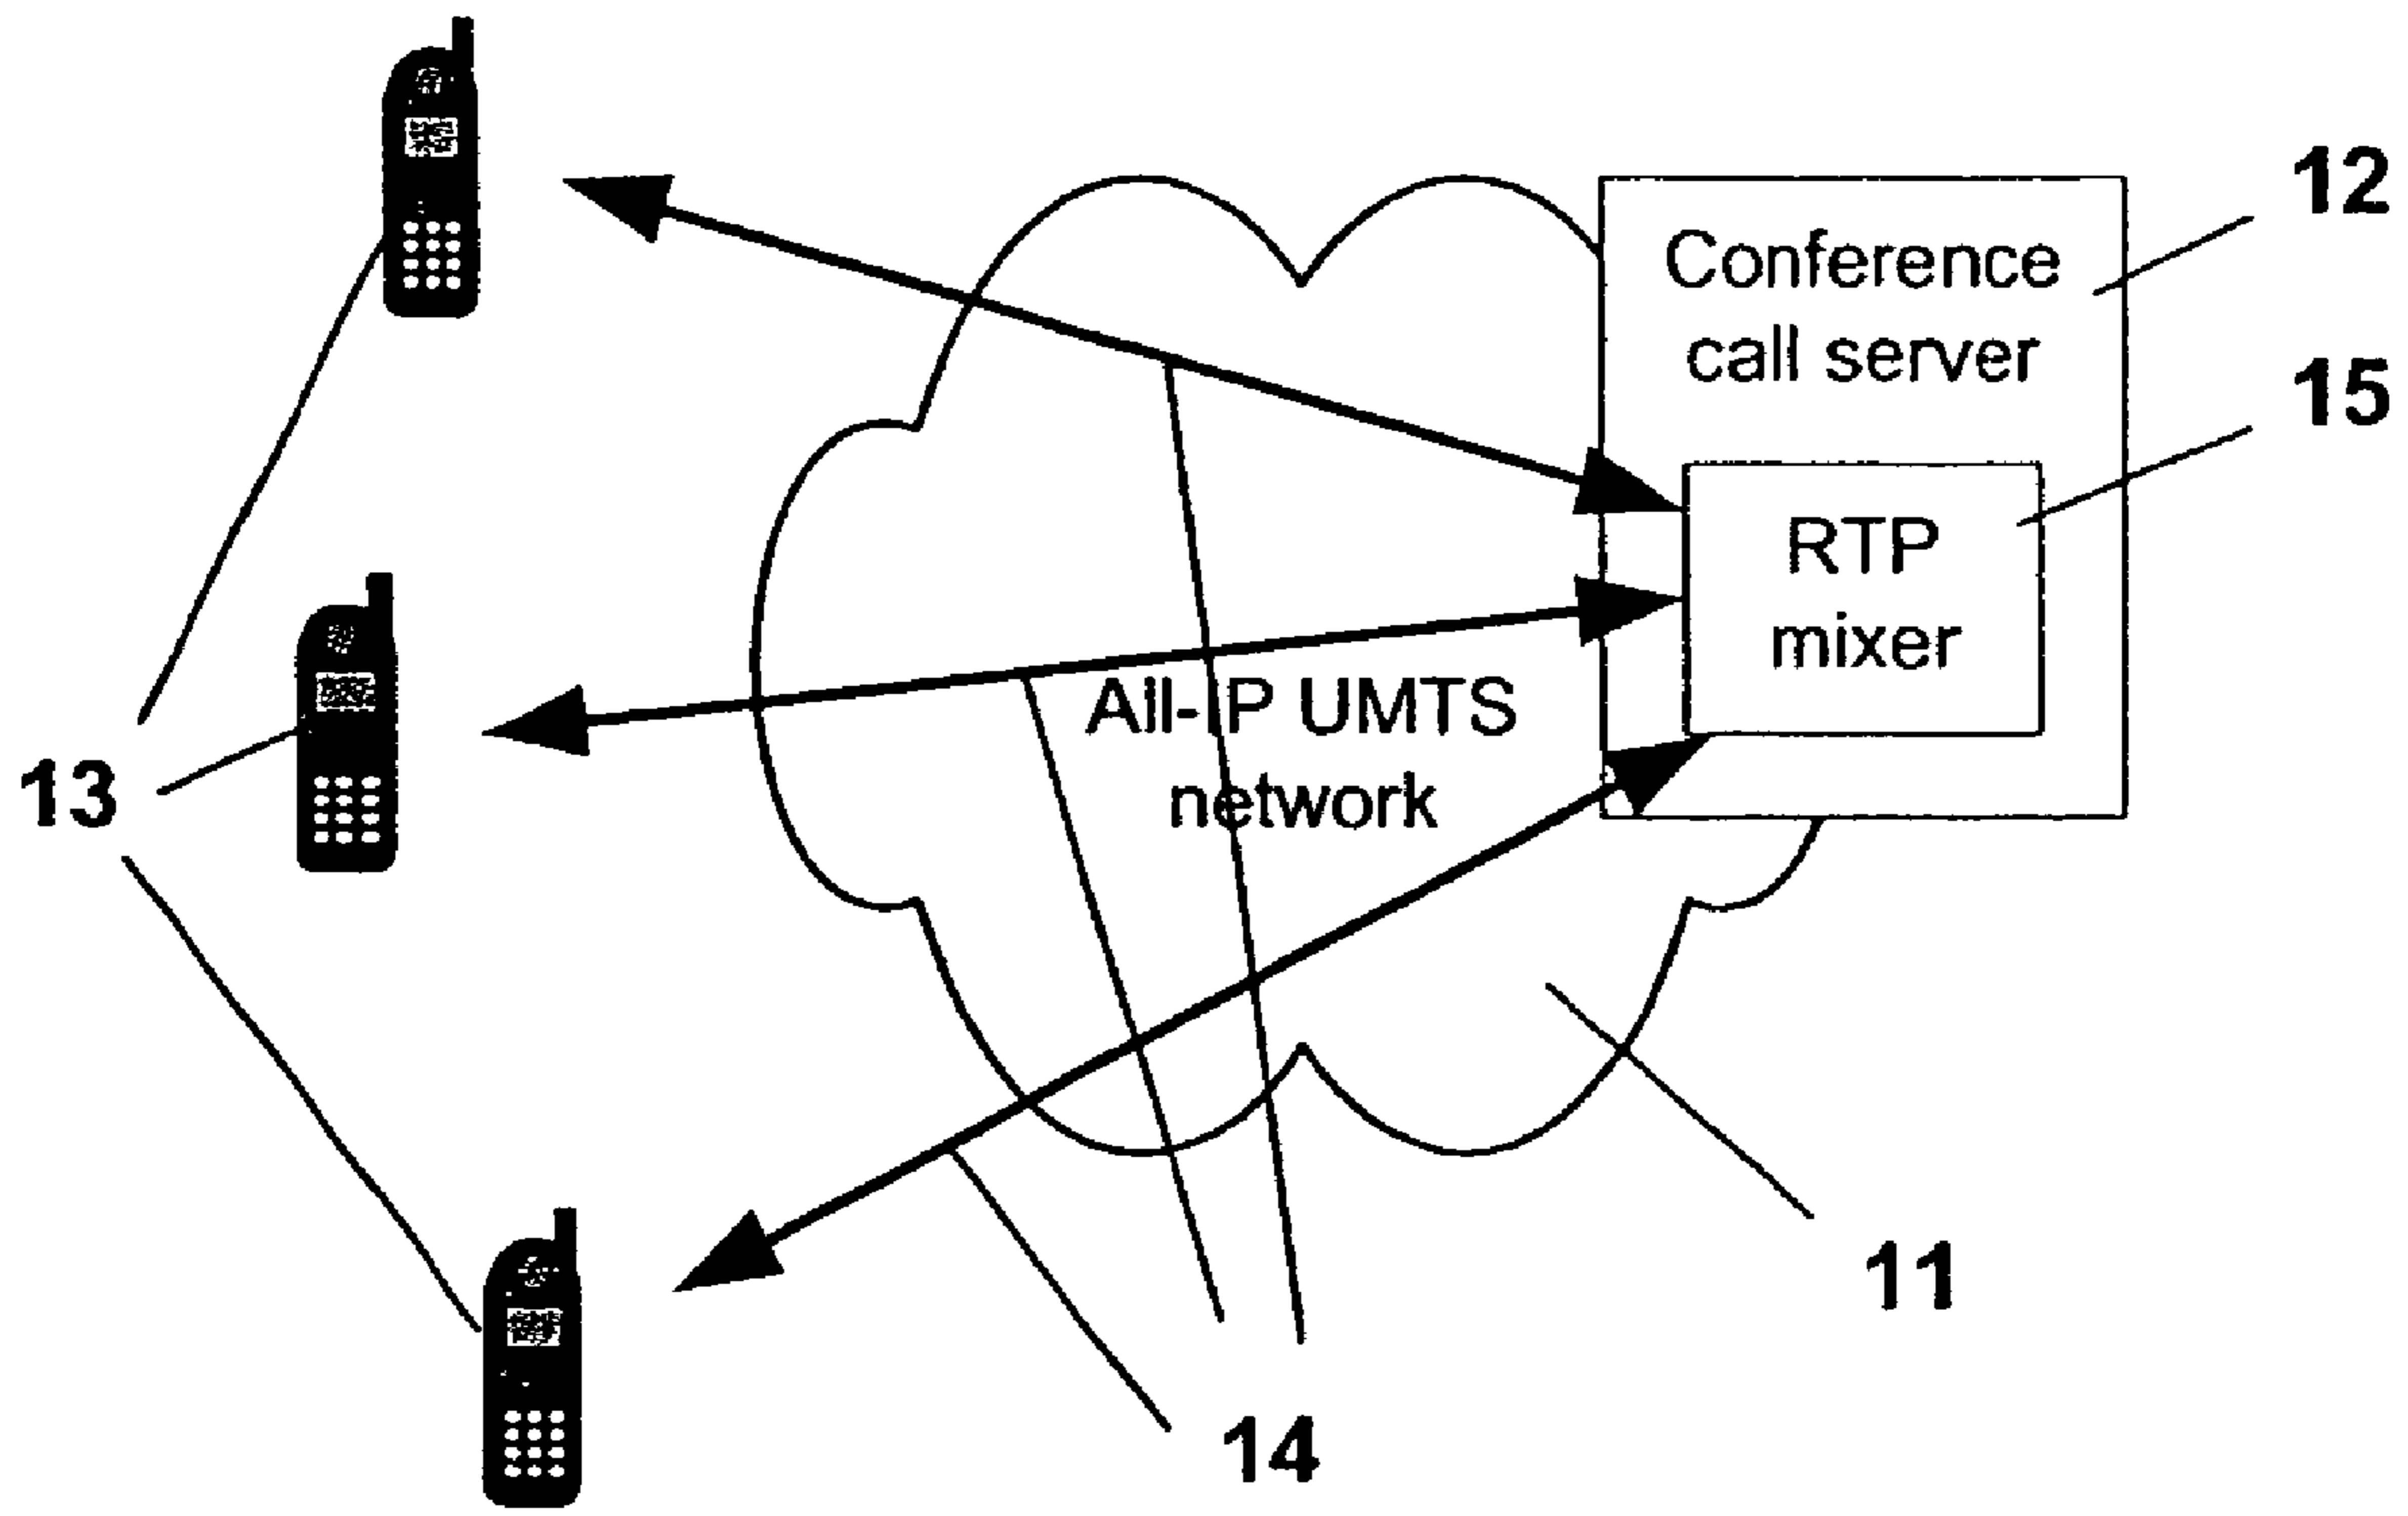 12
Conference
call server
15
RTP
mixer
All-IP UMTS
network
13
11
14